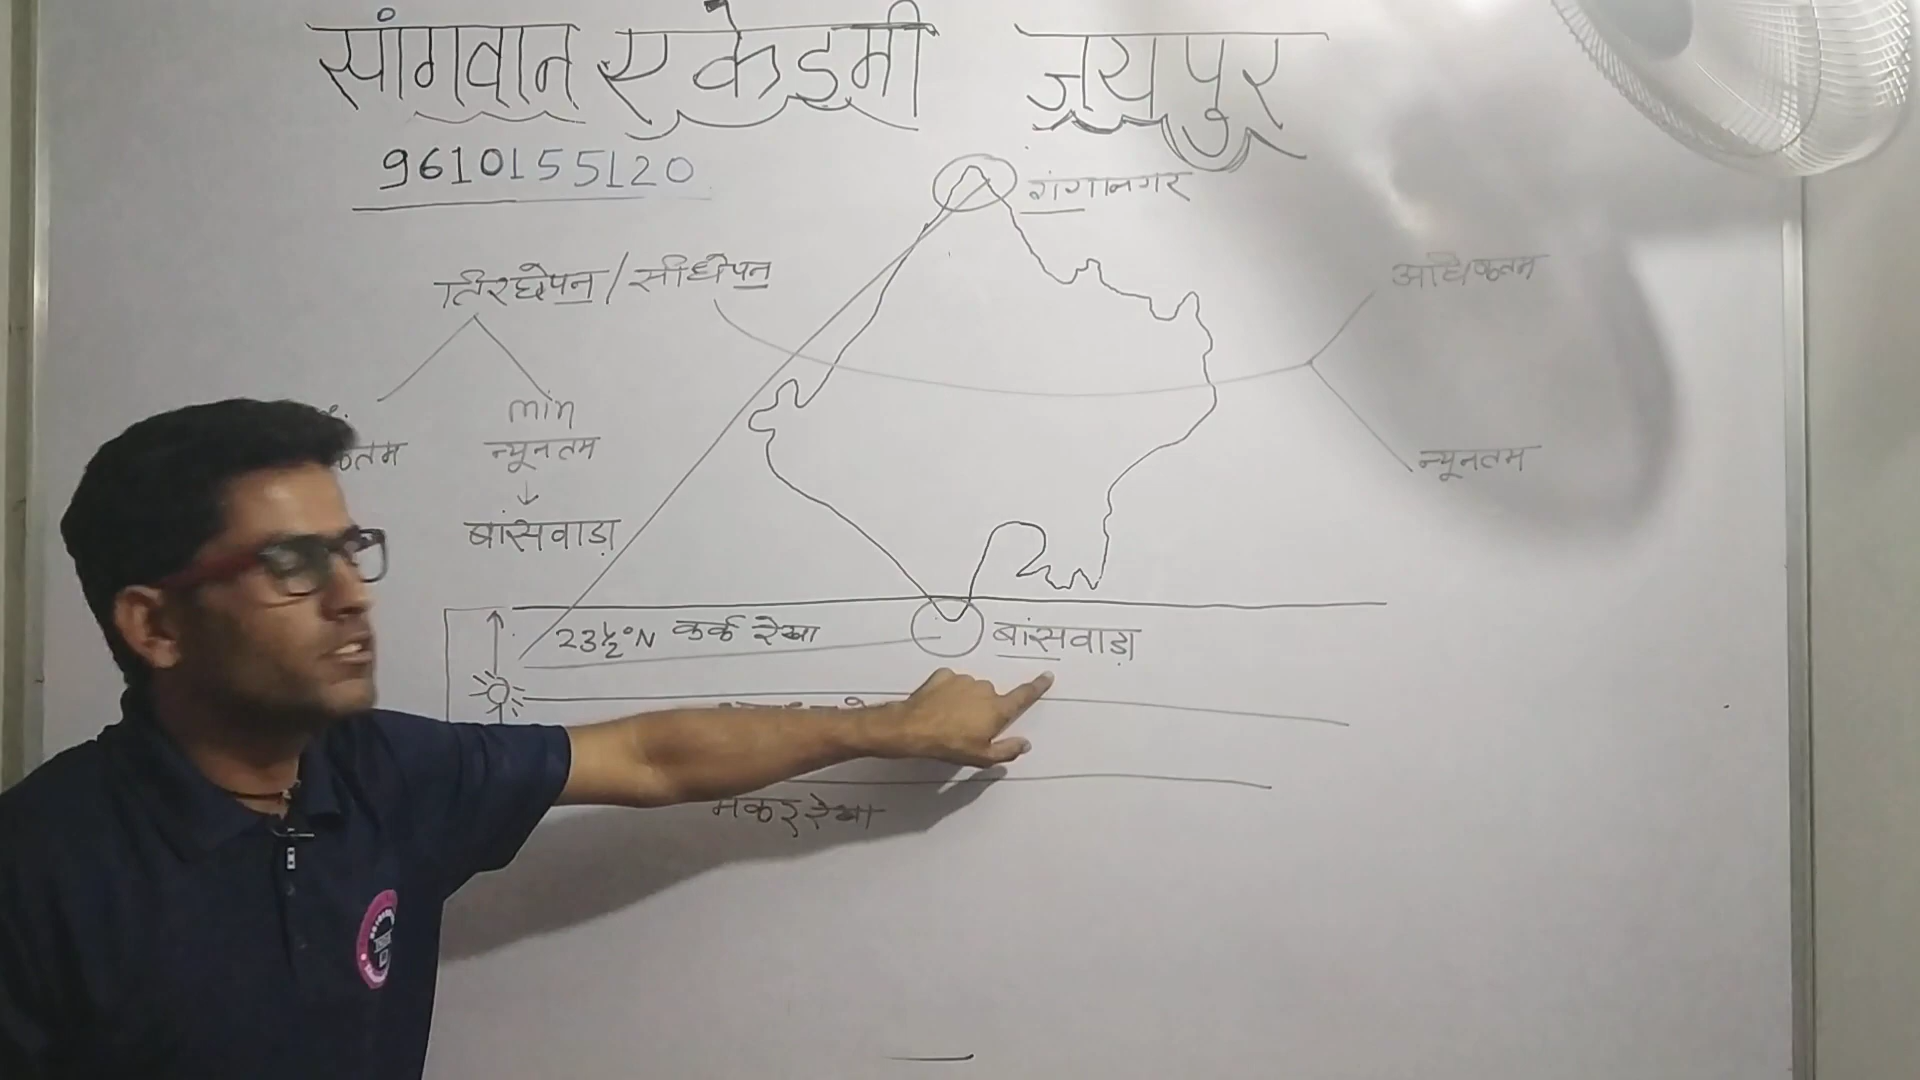 सांगवान एकेडमी जयपुर
9610155120
गंगानगर
तिरछेपन / सीधेपन
अधिकतम
min
न्यूनतम
न्यूनतम
बांसवाडा़
23½°N कर्क रेखा
बांसवाडा़
मकर रेखा